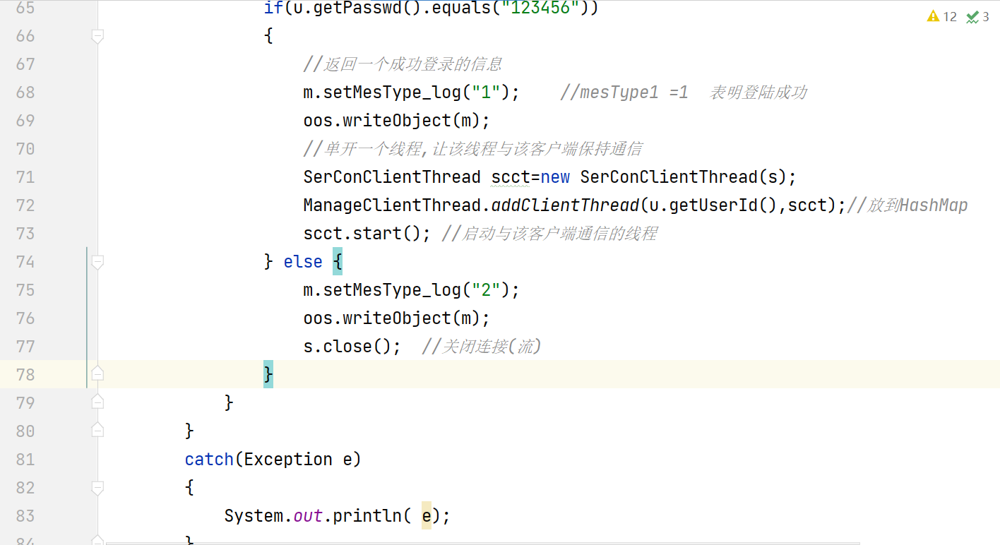 65 if(u.getPasswd().equals("123456"))
12 3
66 {
67 //返回一个成功登录的信息
68 m.setMesType_log("1"); //mesType1 =1 表明登陆成功
69 oos.writeObject(m);
70 //单开一个线程,让该线程与该客户端保持通信
71 SerConClientThread scct=new SerConClientThread(s);
72 ManageClientThread.addClientThread(u.getUserId(),scct);//放到HashMap
73 scct.start(); //启动与该客户端通信的线程
74 } else {
75 m.setMesType_log("2");
76 oos.writeObject(m);
77 s.close(); //关闭连接(流)
78 }
79 }
80 }
81 catch(Exception e)
82 {
83 System.out.println( e);
84 }